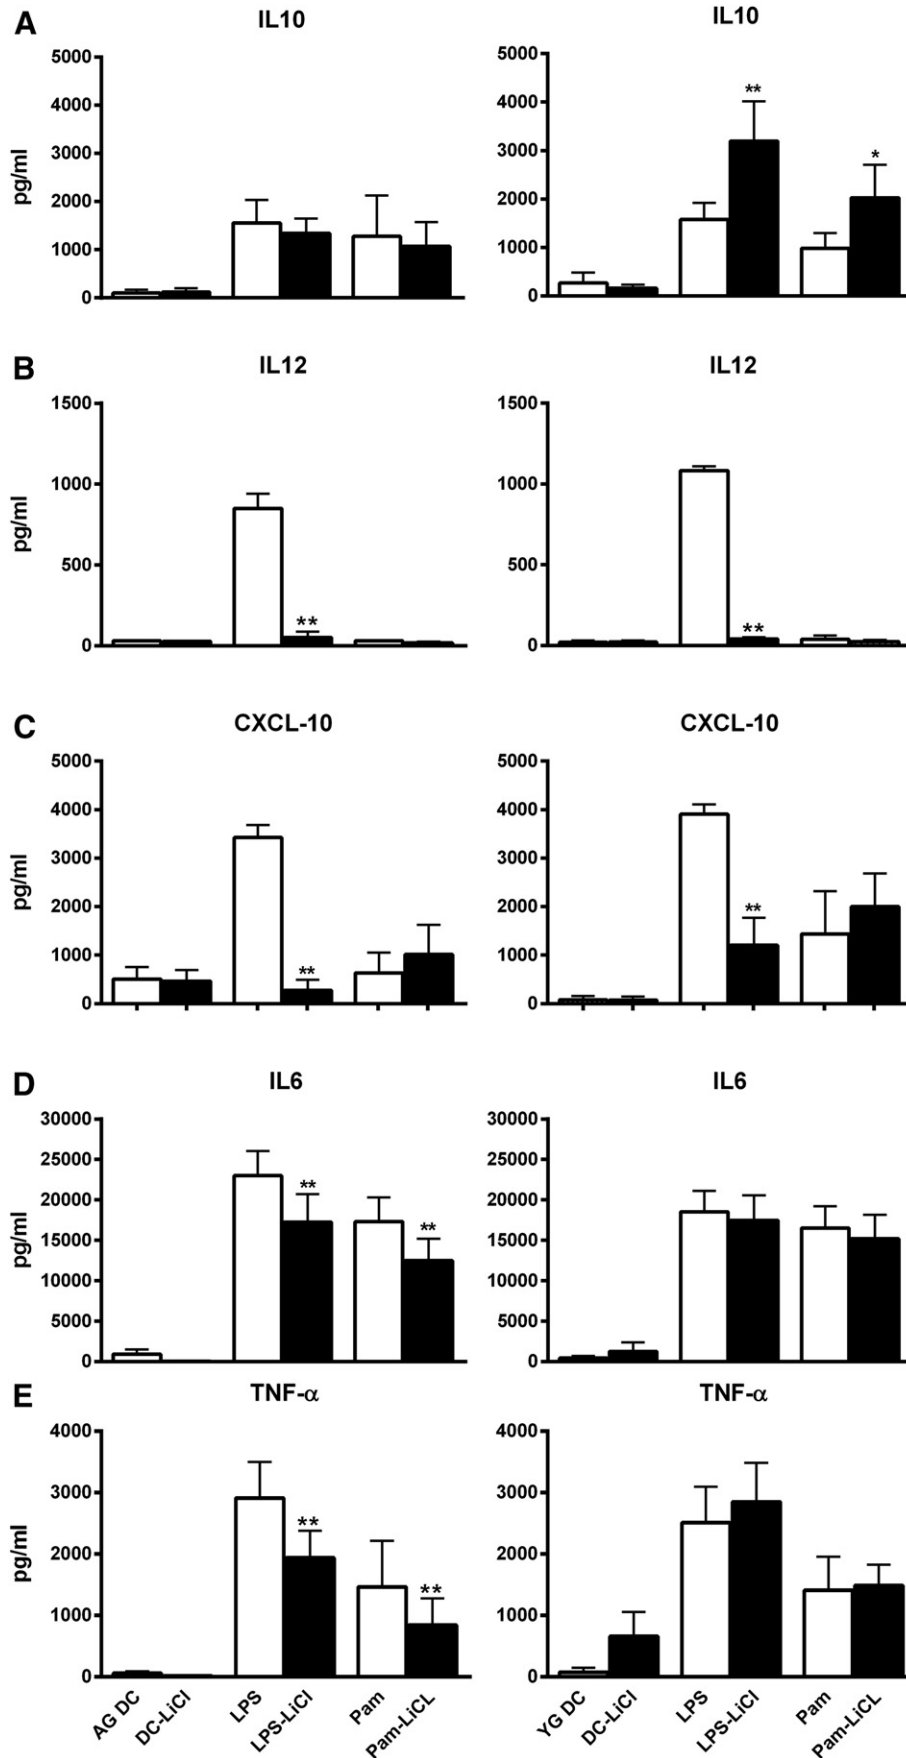 A
IL10
IL10
5000
4000
3000
2000
1000
0
pg/ml
5000
4000
3000
2000
1000
0
**
*
B
IL12
IL12
1500
1000
500
0
pg/ml
**
1500
1000
500
0
**
C
CXCL-10
CXCL-10
5000
4000
3000
2000
1000
0
pg/ml
**
5000
4000
3000
2000
1000
0
**
D
IL6
IL6
30000
25000
20000
15000
10000
5000
0
pg/ml
**
**
30000
25000
20000
15000
10000
5000
0
E
TNF-α
TNF-α
4000
3000
2000
1000
0
pg/ml
**
**
4000
3000
2000
1000
0
AG DC
DC-LiCl
LPS
LPS-LiCl
Pam
Pam-LiCL
YG DC
DC-LiCl
LPS
LPS-LiCl
Pam
Pam-LiCL